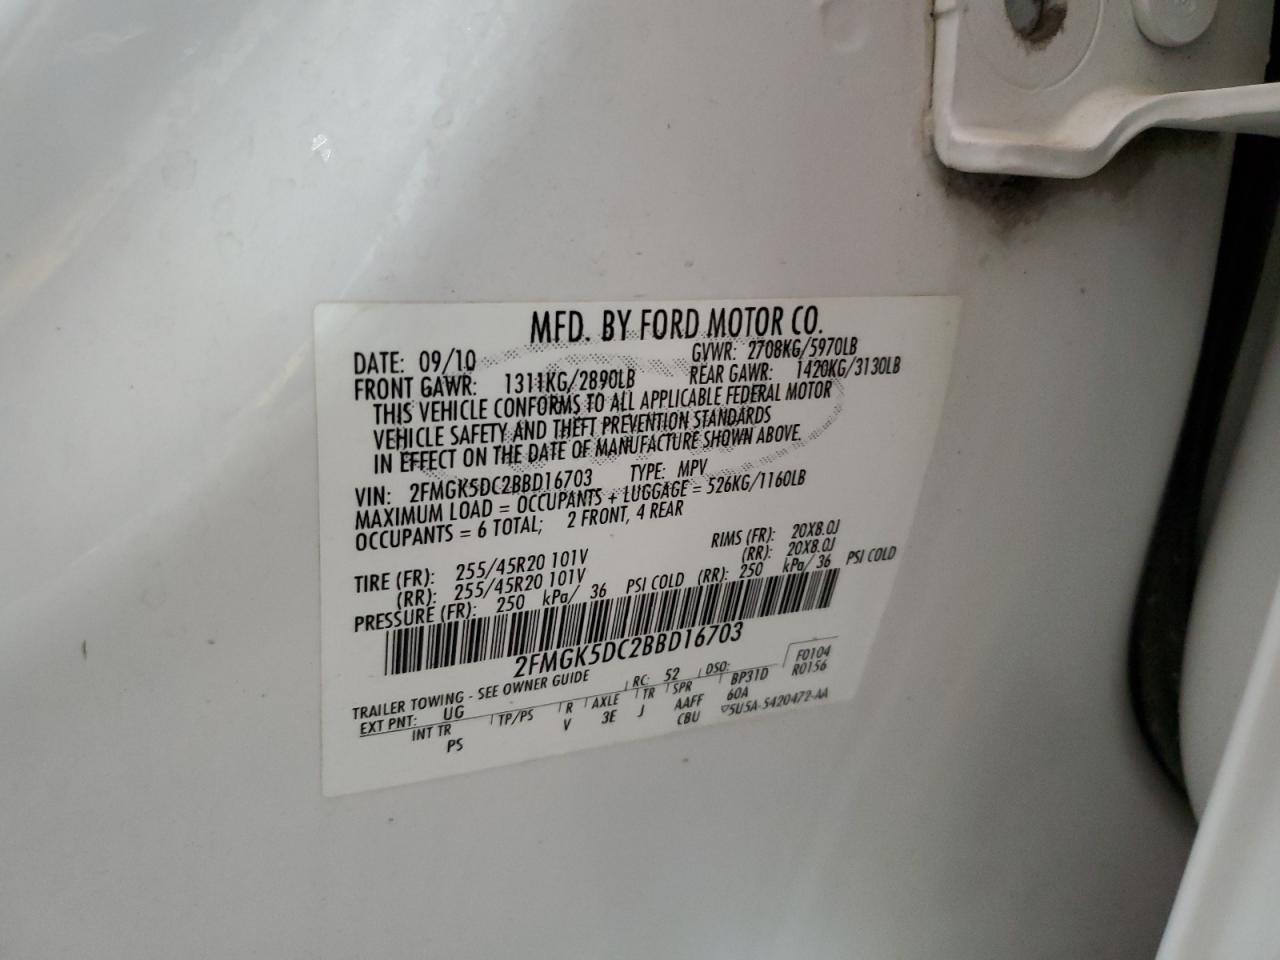 MFD. BY FORD MOTOR CO.
DATE: 09/10 GVWR: 2708KG/5970LB
FRONT GAWR: 1311KG/2890LB REAR GAWR: 1420KG/3130LB
THIS VEHICLE CONFORMS TO ALL APPLICABLE FEDERAL MOTOR
VEHICLE SAFETY AND THEFT PREVENTION STANDARDS
IN EFFECT ON THE DATE OF MANUFACTURE SHOWN ABOVE.
VIN: 2FMGK5DC2BBD16703 TYPE: MPV
MAXIMUM LOAD = OCCUPANTS + LUGGAGE = 526KG/1160LB
OCCUPANTS = 6 TOTAL; 2 FRONT, 4 REAR
TIRE (FR): 255/45R20 101V RIMS (FR): 20X8.0J
(RR): 255/45R20 101V (RR): 20X8.0J
PRESSURE (FR): 250 kPa/ 36 PSI COLD (RR): 250 kPa/ 36 PSI COLD
2FMGK5DC2BBD16703
TRAILER TOWING - SEE OWNER GUIDE
EXT PNT: UG RC: 52 DSO: F0104
INT TR TP/PS R AXLE TR SPR BP31D R0156
PS V 3E J AAFF 60A
CBU 5U5A-5420472-AA